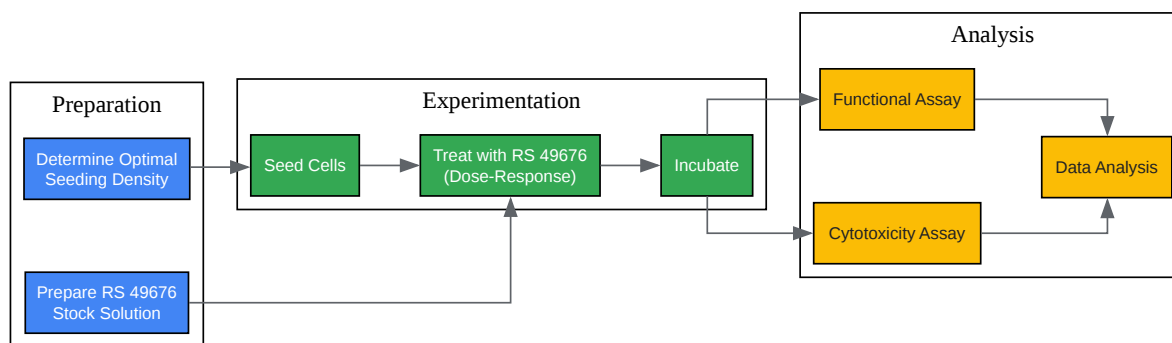 Preparation
Determine Optimal
Seeding Density
Prepare RS 49676
Stock Solution
Experimentation
Seed Cells
Treat with RS 49676
(Dose-Response)
Incubate
Analysis
Functional Assay
Cytotoxicity Assay
Data Analysis